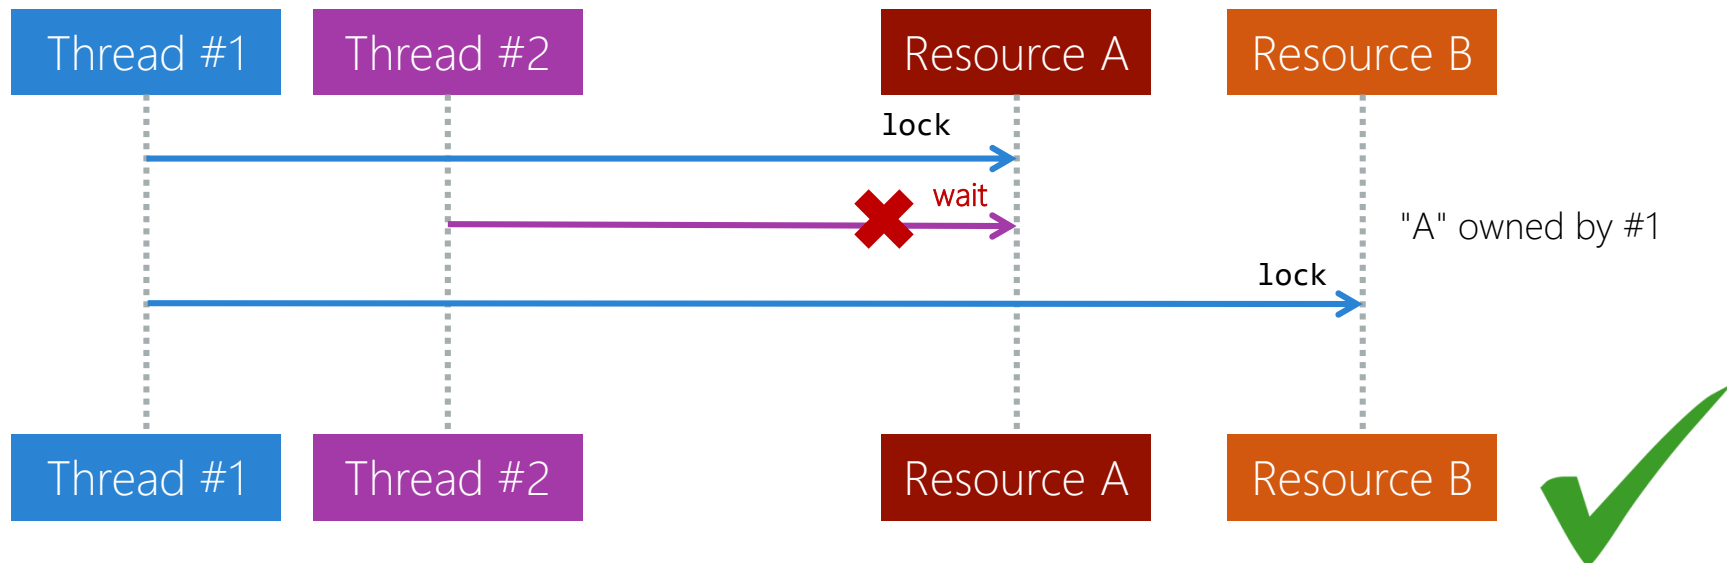 Thread #1
Thread #2
Resource A
Resource B
lock
wait
"A" owned by #1
lock
Thread #1
Thread #2
Resource A
Resource B